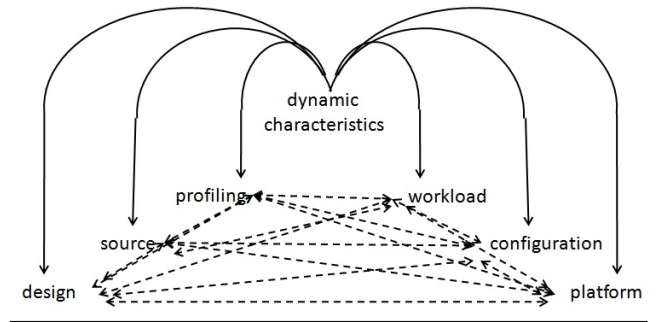 dynamic
characteristics
profiling
workload
source
configuration
design
platform